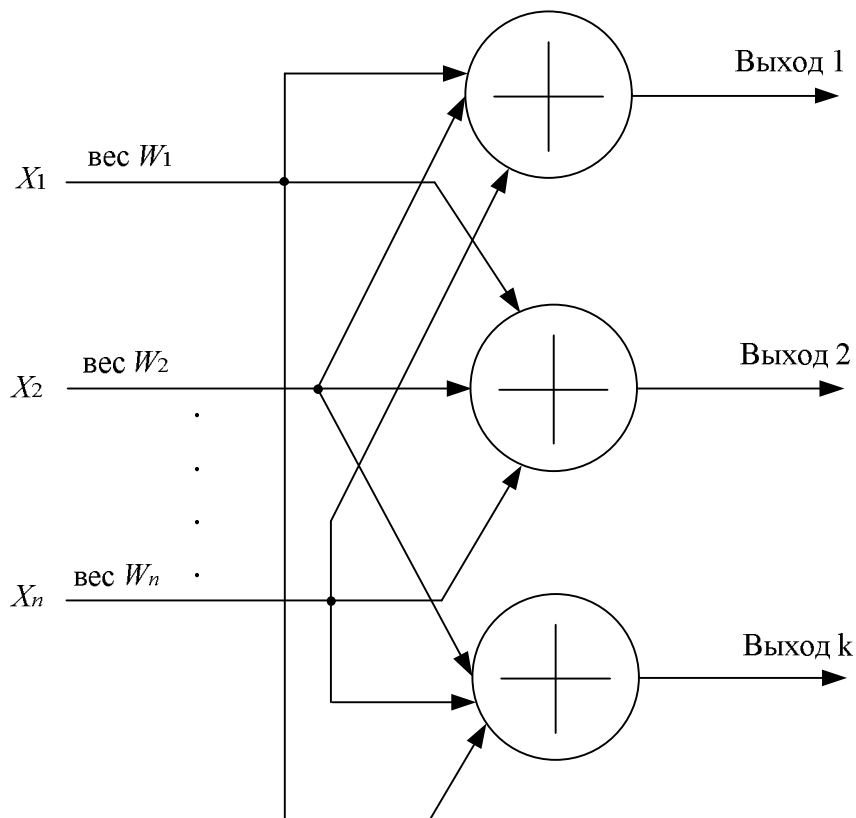 Выход 1
вес W1
X1
Выход 2
вес W2
X2
вес Wn
Xn
Выход k